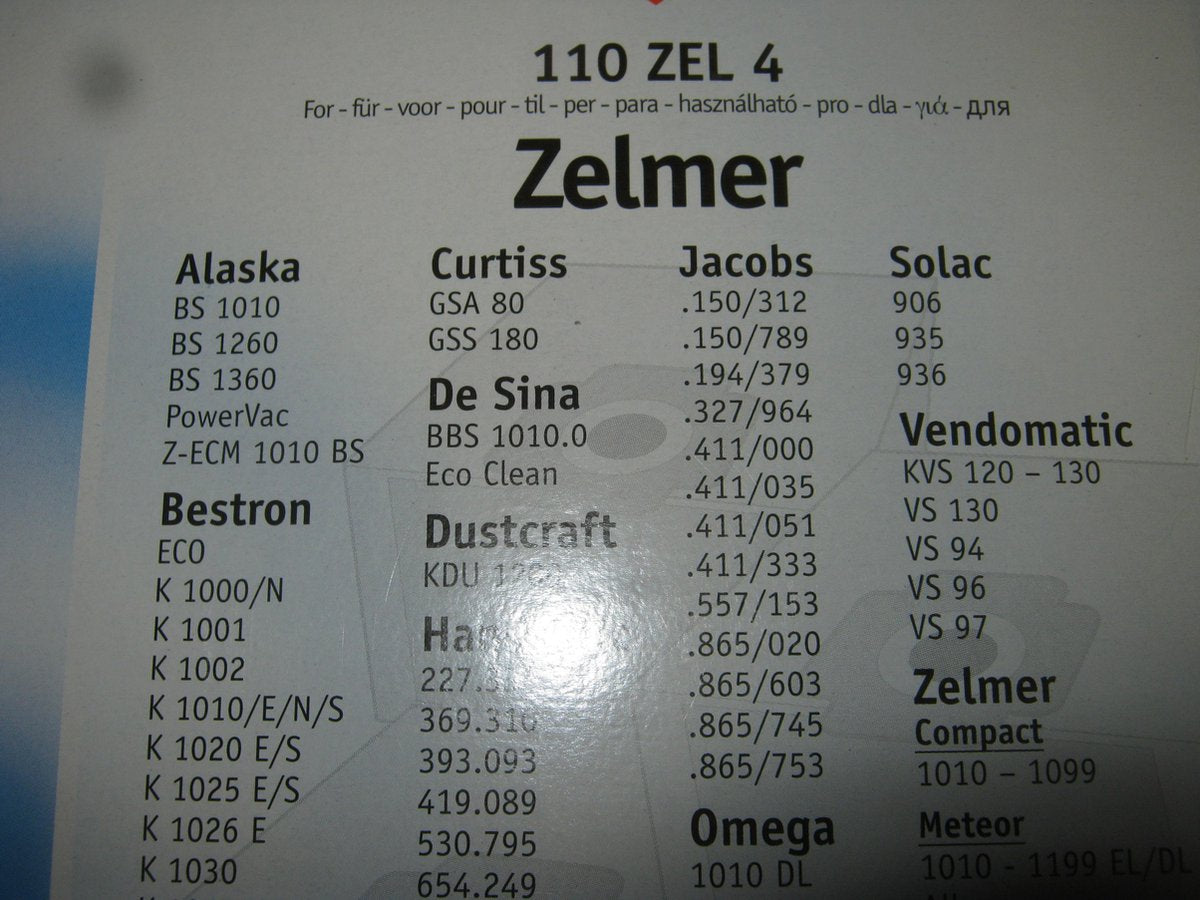 110 ZEL 4
For – für – voor – pour – til – per – para – használható – pro – dla – γιά – для
Zelmer
Alaska
BS 1010
BS 1260
BS 1360
PowerVac
Z-ECM 1010 BS
Bestron
ECO
K 1000/N
K 1001
K 1002
K 1010/E/N/S
K 1020 E/S
K 1025 E/S
K 1026 E
K 1030
Curtiss
GSA 80
GSS 180
De Sina
BBS 1010.0
Eco Clean
Dustcraft
KDU
369.310
393.093
419.089
530.795
654.249
Jacobs
.150/312
.150/789
.194/379
.327/964
.411/000
.411/035
.411/051
.411/333
.557/153
.865/020
.865/603
.865/745
.865/753
Omega
1010 DL
Solac
906
935
936
Vendomatic
KVS 120 – 130
VS 130
VS 94
VS 96
VS 97
Zelmer
Compact
1010 – 1099
Meteor
1010 - 1199 EL/DL